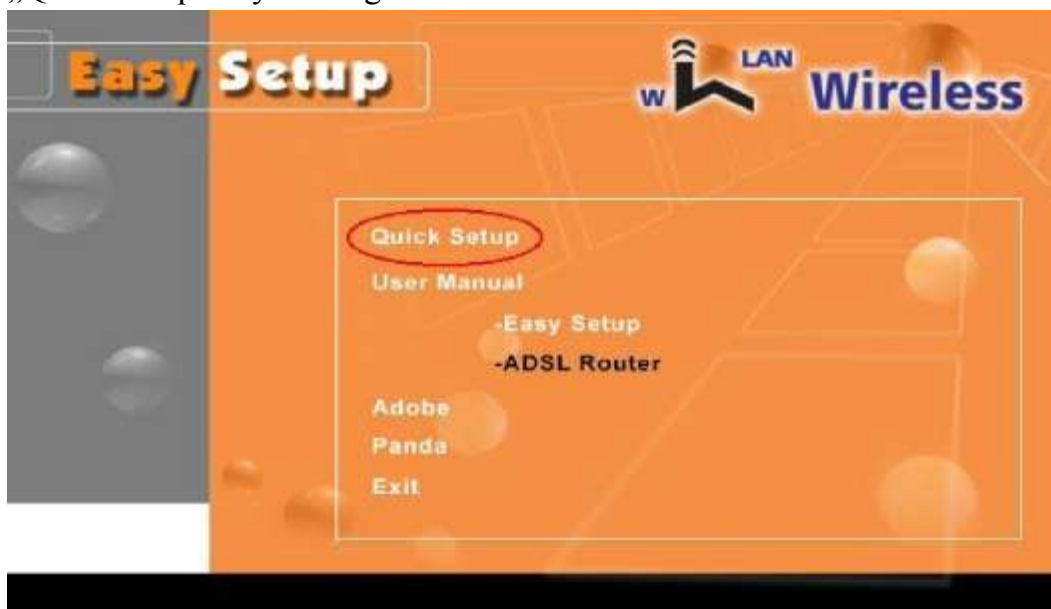 Easy Setup
W LAN Wireless
Quick Setup
User Manual
-Easy Setup
-ADSL Router
Adobe
Panda
Exit